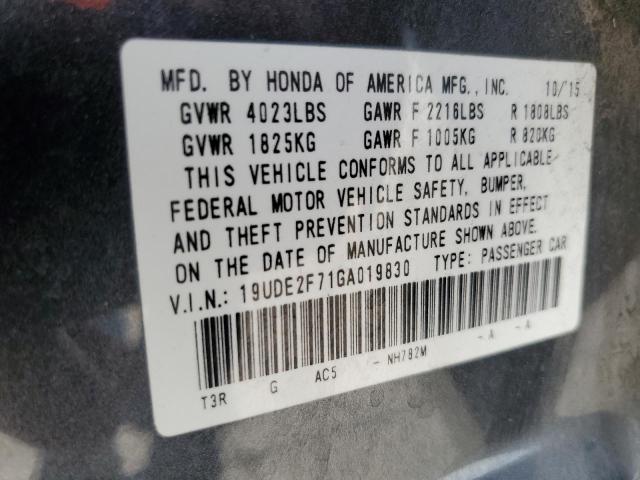 MFD. BY HONDA OF AMERICA MFG., INC. 10/'15
GVWR 4023LBS GAWR F 2216LBS R 1808LBS
GVWR 1825KG GAWR F 1005KG R 820KG
THIS VEHICLE CONFORMS TO ALL APPLICABLE
FEDERAL MOTOR VEHICLE SAFETY, BUMPER,
AND THEFT PREVENTION STANDARDS IN EFFECT
ON THE DATE OF MANUFACTURE SHOWN ABOVE.
V.I.N.: 19UDE2F71GA019830 TYPE: PASSENGER CAR
T3R G AC5 - NH782M - A - A